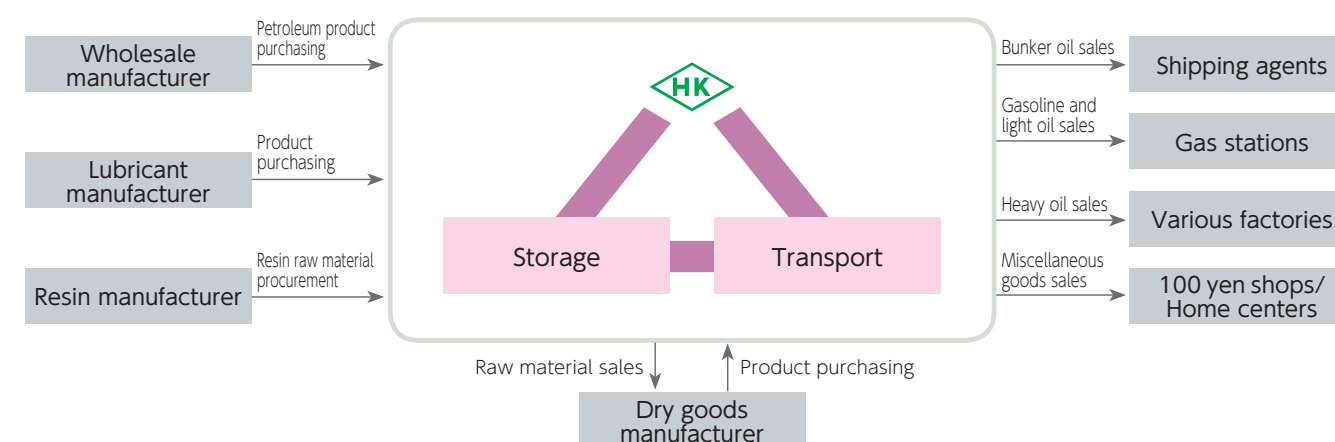 Wholesale
manufacturer
Petroleum product
purchasing
Lubricant
manufacturer
Product
purchasing
Resin manufacturer
Resin raw material
procurement
HK
Storage
Transport
Bunker oil sales
Shipping agents
Gasoline and
light oil sales
Gas stations
Heavy oil sales
Various factories
Miscellaneous
goods sales
100 yen shops/
Home centers
Raw material sales
Product purchasing
Dry goods
manufacturer